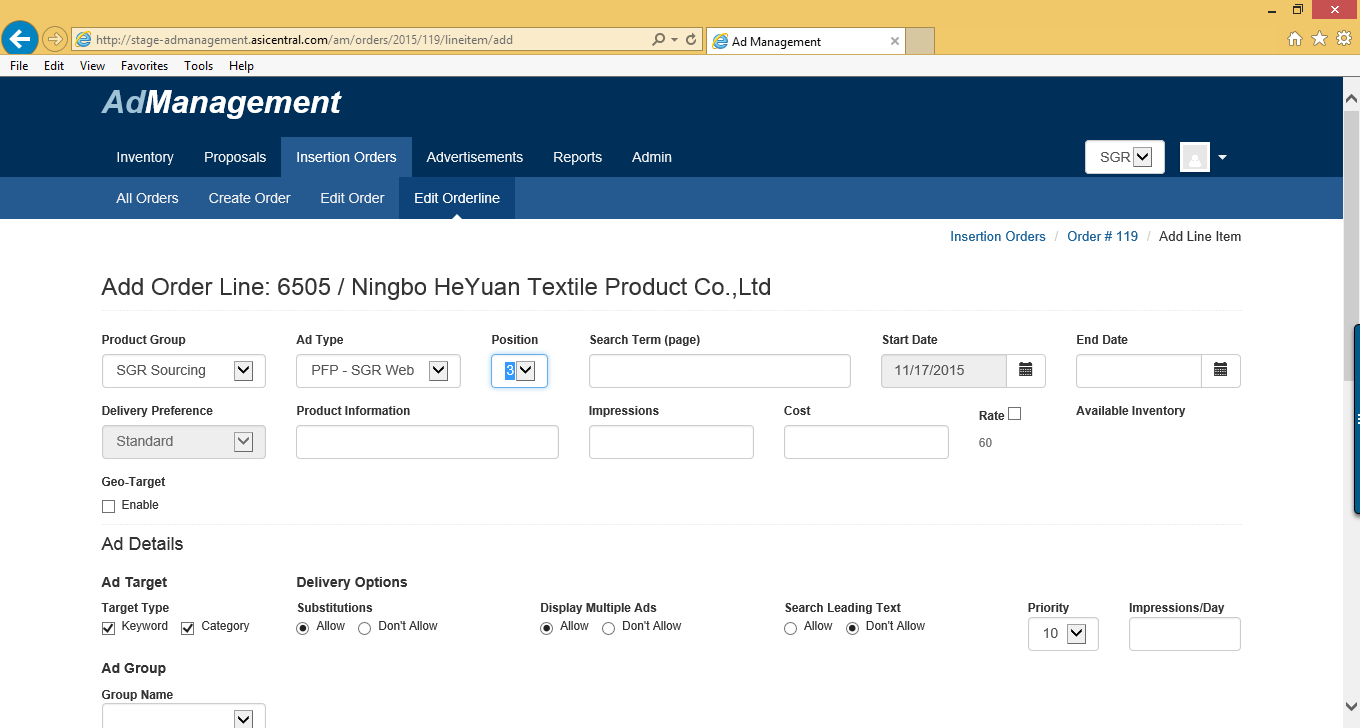 http://stage-admanagement.asicentral.com/am/orders/2015/119/lineitem/add
Ad Management
File Edit View Favorites Tools Help
AdManagement
Inventory Proposals Insertion Orders Advertisements Reports Admin SGR
All Orders Create Order Edit Order Edit Orderline
Insertion Orders / Order # 119 / Add Line Item
Add Order Line: 6505 / Ningbo HeYuan Textile Product Co.,Ltd
Product Group Ad Type Position Search Term (page) Start Date End Date
SGR Sourcing PFP - SGR Web 3 11/17/2015
Delivery Preference Product Information Impressions Cost Rate Available Inventory
Standard 60
Geo-Target
Enable
Ad Details
Ad Target Delivery Options
Target Type Substitutions Display Multiple Ads Search Leading Text Priority Impressions/Day
Keyword Category Allow Don't Allow Allow Don't Allow Allow Don't Allow 10
Ad Group
Group Name